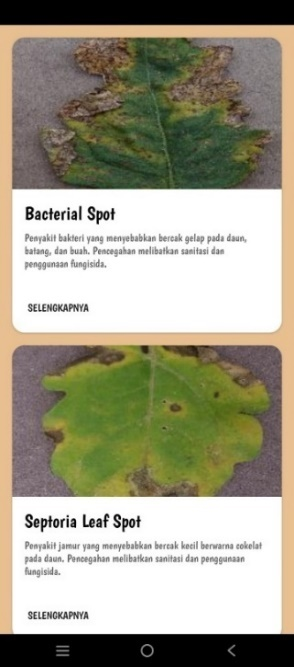 Bacterial Spot
Penyakit bakteri yang menyebabkan bercak gelap pada daun,
batang, dan buah. Pencegahan melibatkan sanitasi dan
penggunaan fungisida.
SELENGKAPNYA
Septoria Leaf Spot
Penyakit jamur yang menyebabkan bercak kecil berwarna cokelat
pada daun. Pencegahan melibatkan sanitasi dan penggunaan
fungisida.
SELENGKAPNYA